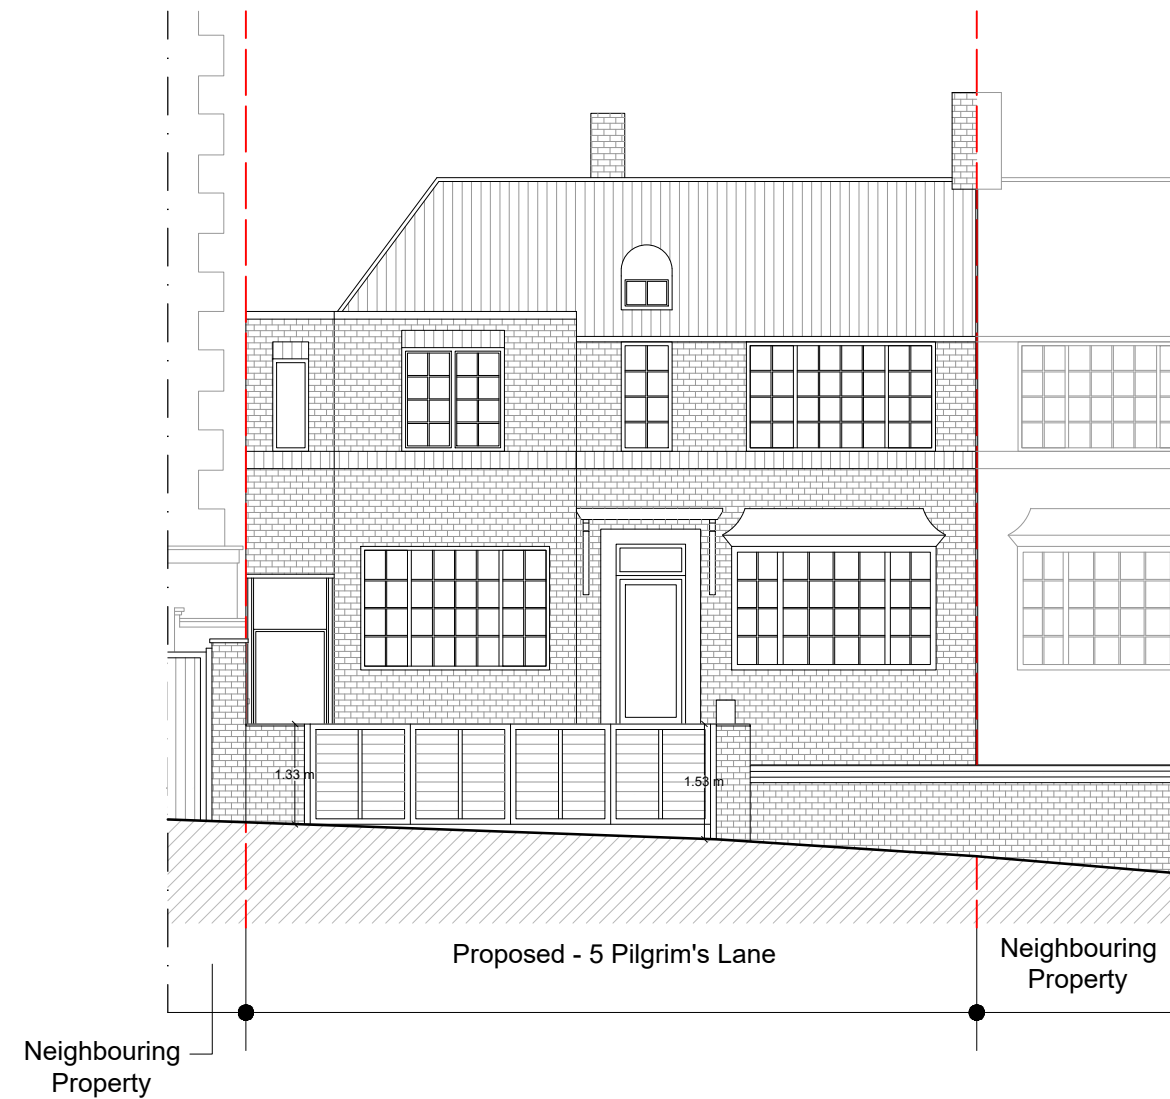 1.33 m
1.53 m
Proposed - 5 Pilgrim's Lane
Neighbouring
Property
Neighbouring
Property